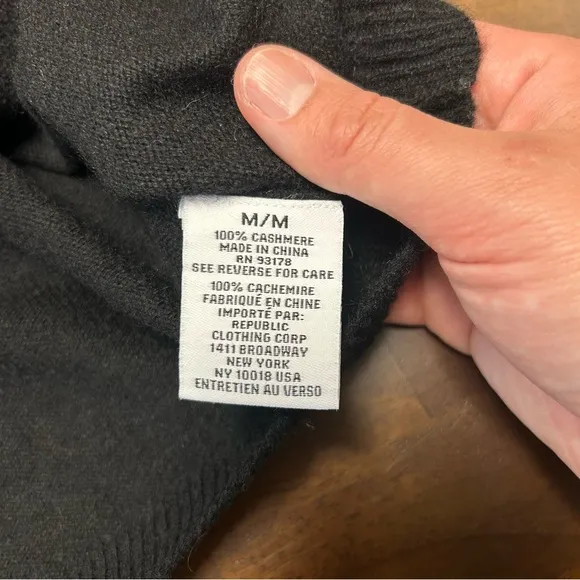 M/M
100% CASHMERE
MADE IN CHINA
RN 93178
SEE REVERSE FOR CARE
100% CACHEMIRE
FABRIQUÉ EN CHINE
IMPORTÉ PAR:
REPUBLIC
CLOTHING CORP
1411 BROADWAY
NEW YORK
NY 10018 USA
ENTRETIEN AU VERSO